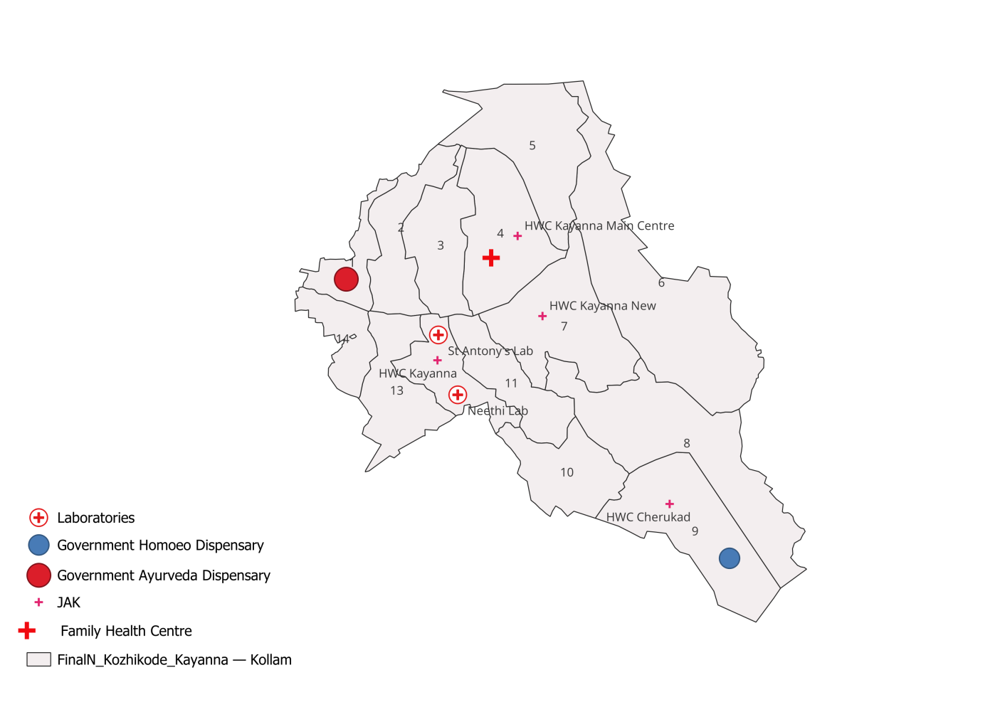 5
HWC Kayanna Main Centre
2
4
3
6
HWC Kayanna New
7
14
St Antony's Lab
HWC Kayanna
11
13
Neethi Lab
8
10
HWC Cherukad
9
Laboratories
Government Homoeo Dispensary
Government Ayurveda Dispensary
JAK
Family Health Centre
FinalN_Kozhikode_Kayanna — Kollam